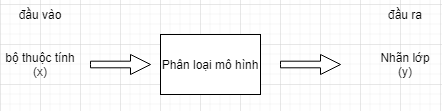 đầu vào
đầu ra
bộ thuộc tính
(x)
Phân loại mô hình
Nhãn lớp
(y)